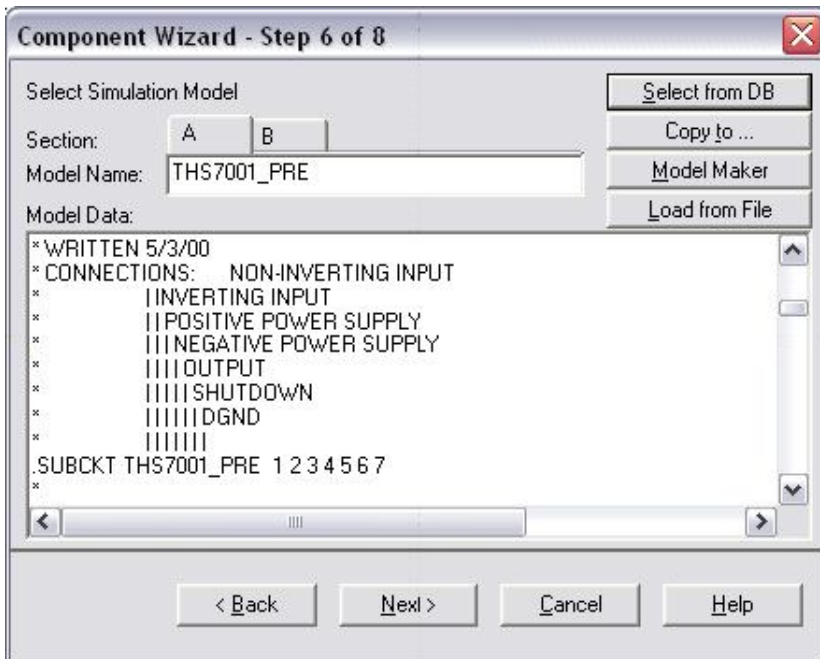 Component Wizard - Step 6 of 8
Select Simulation Model
Select from DB
Section:
A
B
Copy to ...
Model Name:
THS7001_PRE
Model Maker
Model Data:
Load from File
* WRITTEN 5/3/00
* CONNECTIONS: NON-INVERTING INPUT
* | INVERTING INPUT
* | | POSITIVE POWER SUPPLY
* | | | NEGATIVE POWER SUPPLY
* | | | | OUTPUT
* | | | | | SHUTDOWN
* | | | | | | DGND
* | | | | | | |
.SUBCKT THS7001_PRE 1 2 3 4 5 6 7
*
< Back
Next >
Cancel
Help